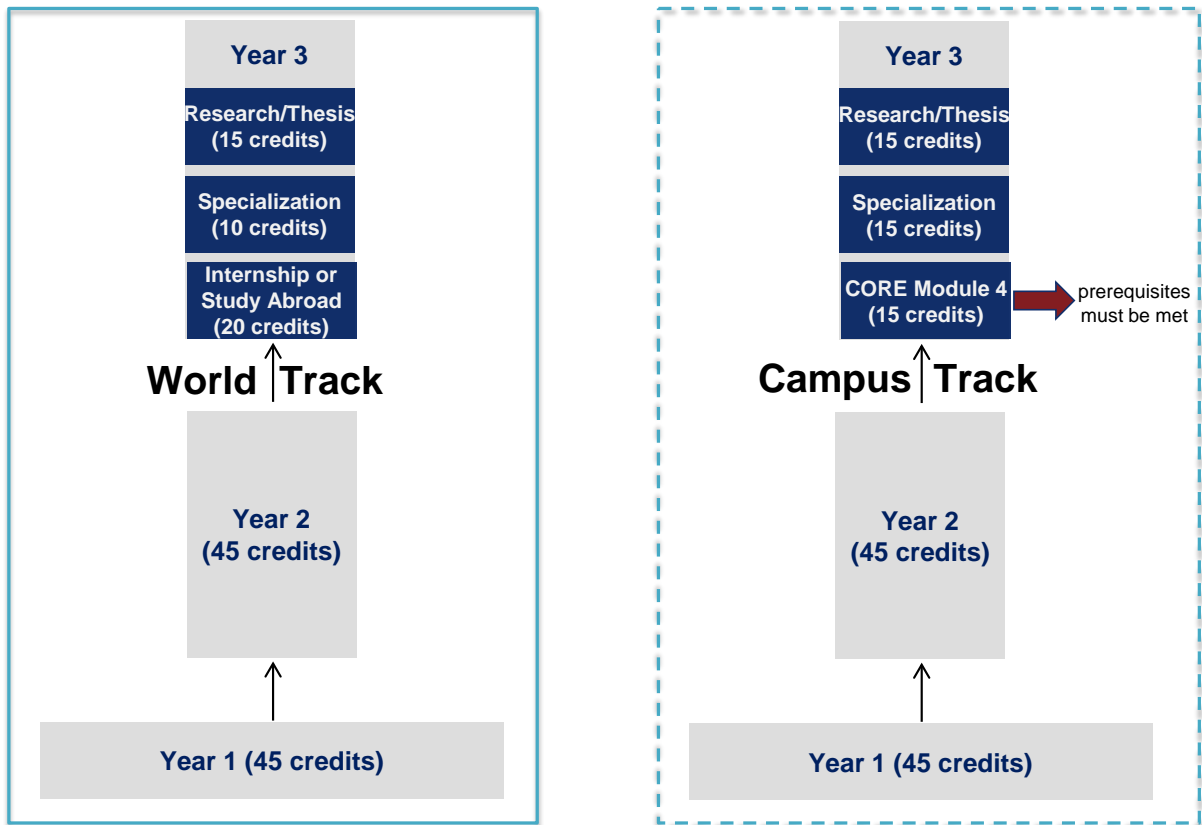 Year 3
Research/Thesis
(15 credits)
Specialization
(10 credits)
Internship or
Study Abroad
(20 credits)
World Track
Year 2
(45 credits)
Year 1 (45 credits)
Year 3
Research/Thesis
(15 credits)
Specialization
(15 credits)
CORE Module 4
(15 credits)
prerequisites
must be met
Campus Track
Year 2
(45 credits)
Year 1 (45 credits)